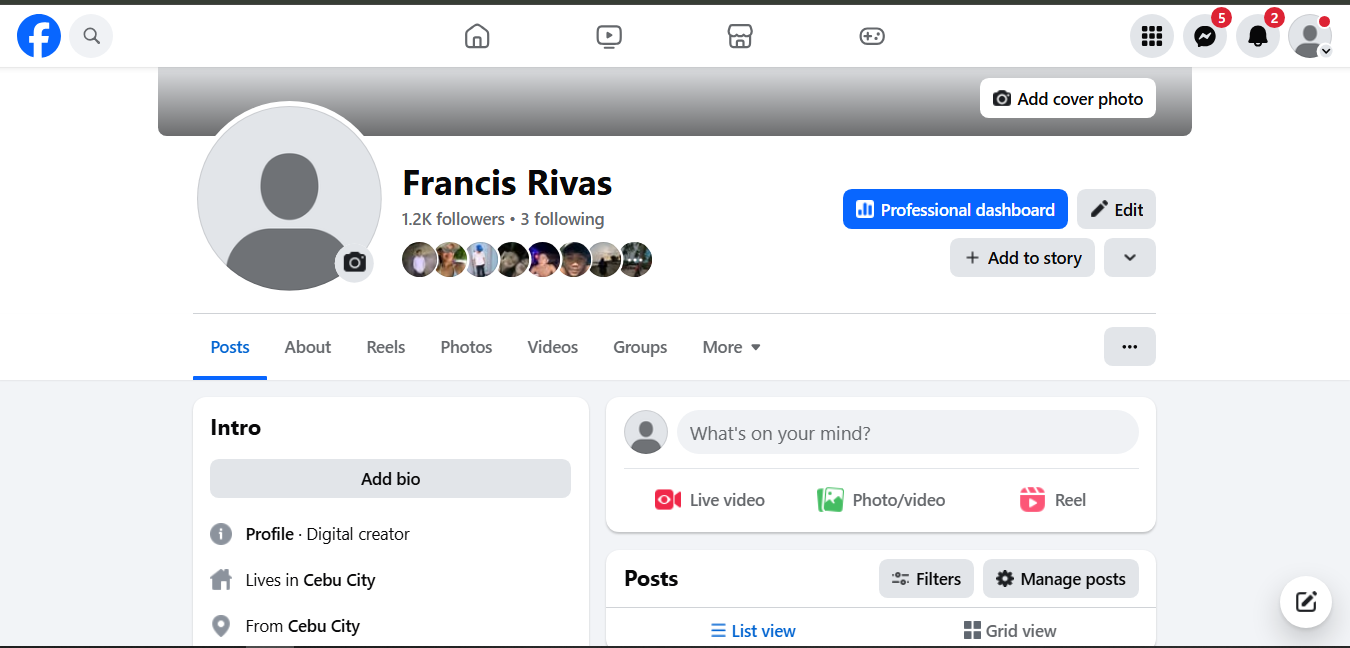 5
2
Add cover photo
Francis Rivas
1.2K followers • 3 following
Professional dashboard
Edit
+ Add to story
Posts About Reels Photos Videos Groups More
Intro
Add bio
Profile · Digital creator
Lives in Cebu City
From Cebu City
What's on your mind?
Live video Photo/video Reel
Posts
Filters
Manage posts
List view
Grid view